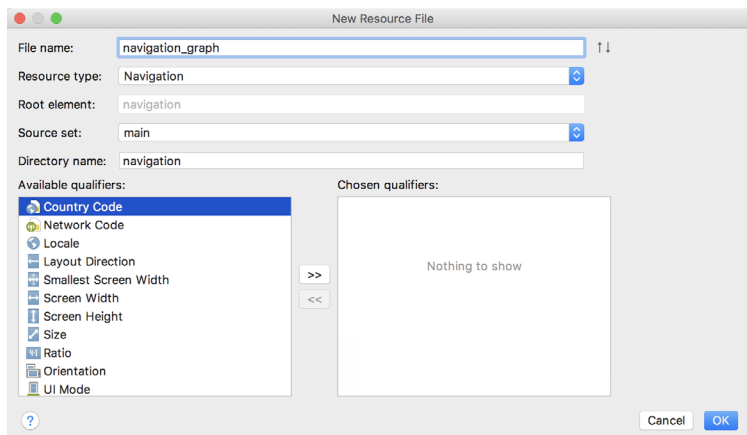 New Resource File
File name: navigation_graph ↑↓
Resource type: Navigation
Root element: navigation
Source set: main
Directory name: navigation
Available qualifiers: Chosen qualifiers:
Country Code
Network Code
Locale
Layout Direction
Smallest Screen Width
Screen Width
Screen Height
Size
Ratio
Orientation
UI Mode
>>
<<
Nothing to show
?
Cancel OK